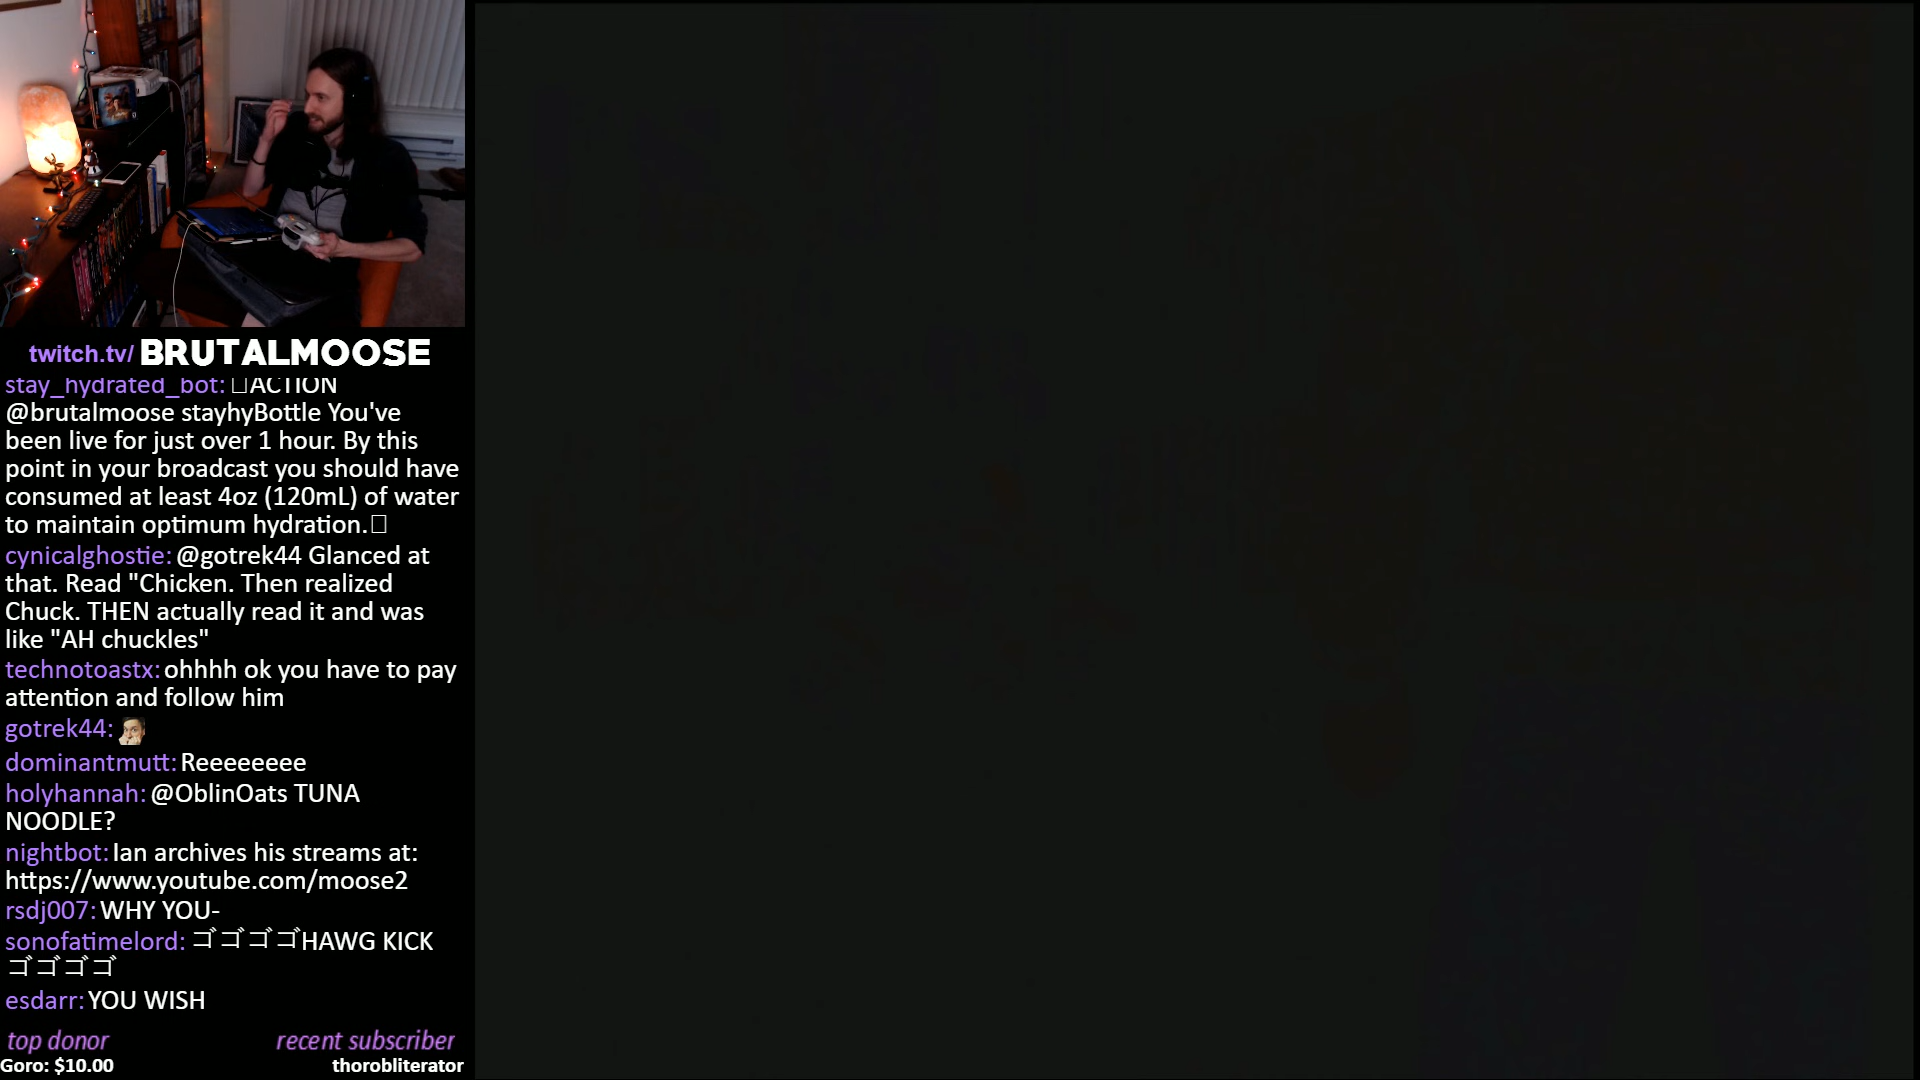 twitch.tv/ BRUTALMOOSE
stay_hydrated_bot: □ACTION
@brutalmoose stayhyBottle You've
been live for just over 1 hour. By this
point in your broadcast you should have
consumed at least 4oz (120mL) of water
to maintain optimum hydration.□
cynicalghostie: @gotrek44 Glanced at
that. Read "Chicken. Then realized
Chuck. THEN actually read it and was
like "AH chuckles"
technotoastx: ohhhh ok you have to pay
attention and follow him
gotrek44:
dominantmutt: Reeeeeeee
holyhannah: @OblinOats TUNA
NOODLE?
nightbot: Ian archives his streams at:
https://www.youtube.com/moose2
rsdj007: WHY YOU-
sonofatimelord: ゴゴゴゴHAWG KICK
ゴゴゴゴ
esdarr: YOU WISH
top donor recent subscriber
Goro: $10.00 thorobliterator